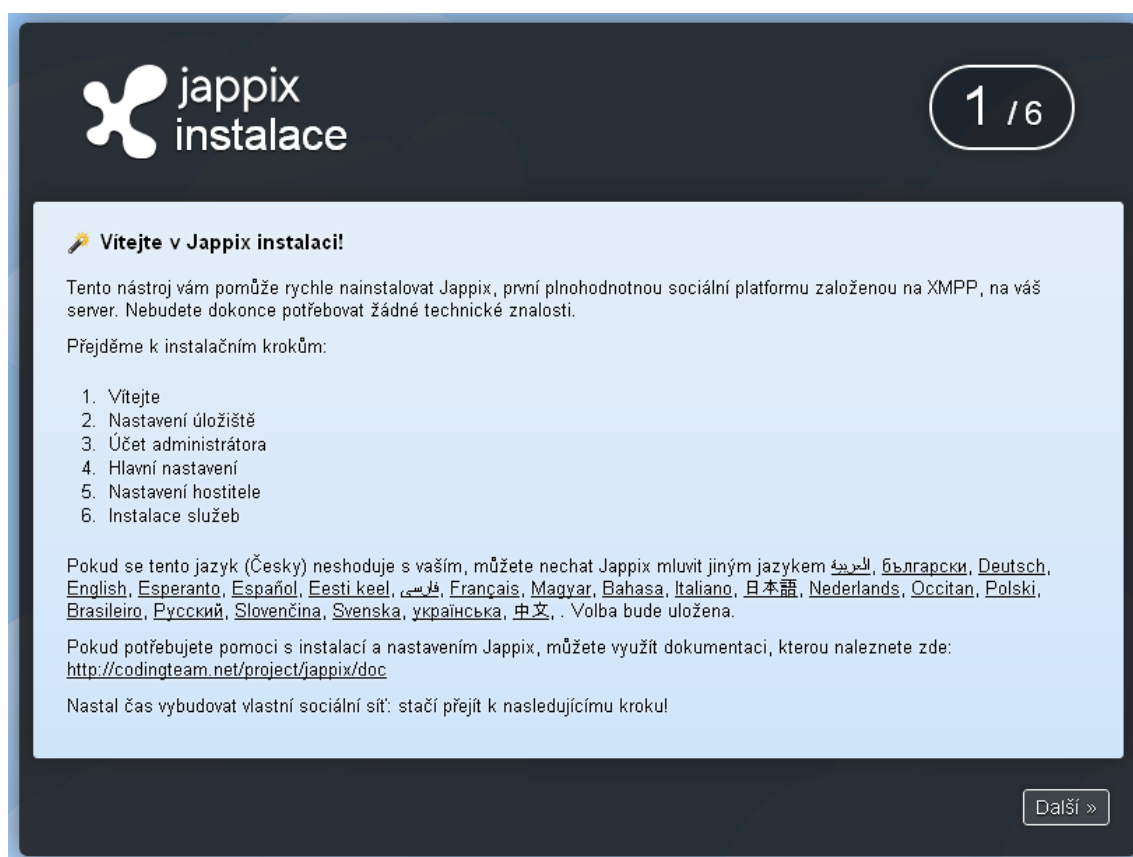 jappix
instalace
1 / 6
Vítejte v Jappix instalaci!
Tento nástroj vám pomůže rychle nainstalovat Jappix, první plnohodnotnou sociální platformu založenou na XMPP, na váš
server. Nebudete dokonce potřebovat žádné technické znalosti.
Přejděme k instalačním krokům:
1. Vítejte
2. Nastavení úložiště
3. Účet administrátora
4. Hlavní nastavení
5. Nastavení hostitele
6. Instalace služeb
Pokud se tento jazyk (Česky) neshoduje s vaším, můžete nechat Jappix mluvit jiným jazykem العربية, български, Deutsch,
English, Esperanto, Español, Eesti keel, فارسی, Français, Magyar, Bahasa, Italiano, 日本語, Nederlands, Occitan, Polski,
Brasileiro, Русский, Slovenčina, Svenska, українська, 中文, . Volba bude uložena.
Pokud potřebujete pomoci s instalací a nastavením Jappix, můžete využít dokumentaci, kterou naleznete zde:
http://codingteam.net/project/jappix/doc
Nastal čas vybudovat vlastní sociální síť: stačí přejít k nasledujícímu kroku!
Další »